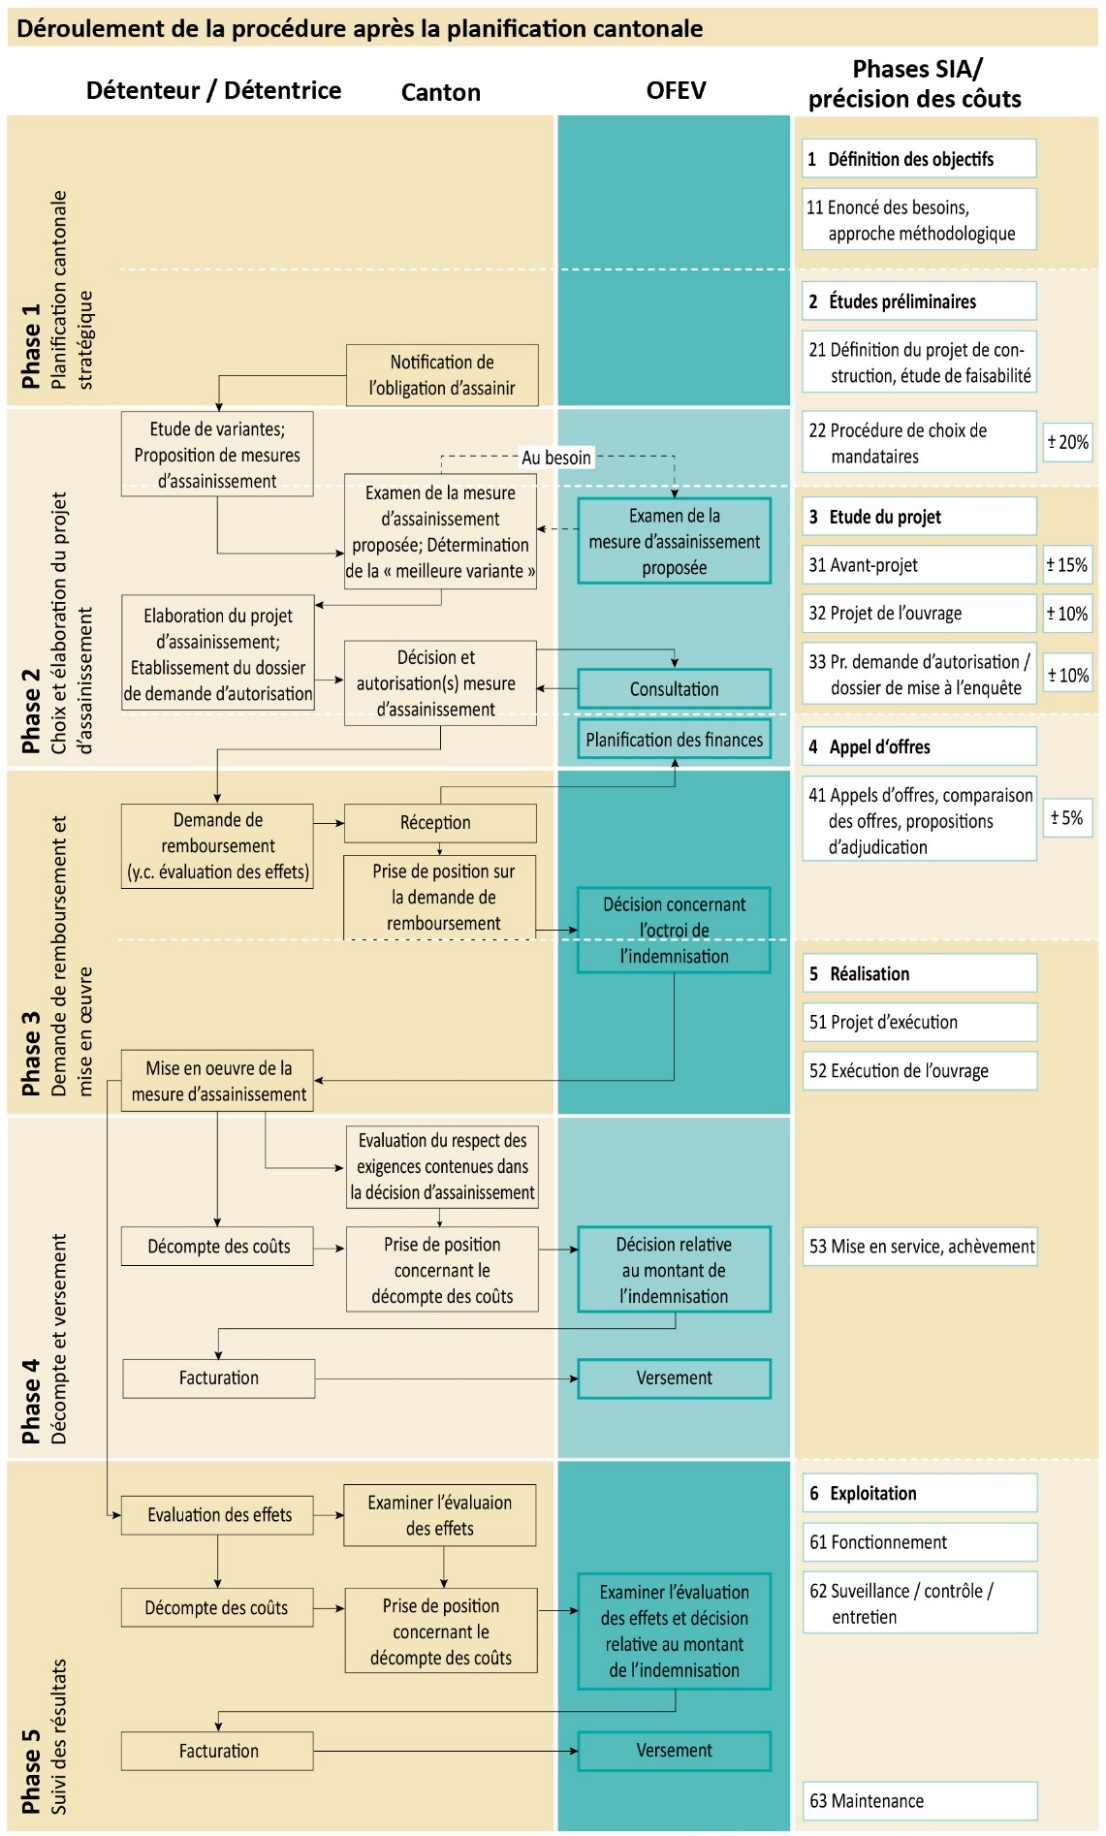 Déroulement de la procédure après la planification cantonale
Détenteur / Détentrice
Canton
OFEV
Phases SIA/
précision des côuts
Phase 1
Planification cantonale
stratégique
Notification de
l'obligation d'assainir
1 Définition des objectifs
11 Enoncé des besoins,
approche méthodologique
2 Études préliminaires
21 Définition du projet de con-
struction, étude de faisabilité
22 Procédure de choix de
mandataires
± 20%
Phase 2
Choix et élaboration du projet
d'assainissement
Etude de variantes;
Proposition de mesures
d'assainissement
Au besoin
Examen de la mesure
d'assainissement
proposée; Détermination
de la « meilleure variante »
Examen de la
mesure d'assainissement
proposée
Elaboration du projet
d'assainissement;
Etablissement du dossier
de demande d'autorisation
Décision et
autorisation(s) mesure
d'assainissement
Consultation
Planification des finances
3 Etude du projet
31 Avant-projet
± 15%
32 Projet de l'ouvrage
± 10%
33 Pr. demande d'autorisation /
dossier de mise à l'enquête
± 10%
4 Appel d'offres
41 Appels d'offres, comparaison
des offres, propositions
d'adjudication
± 5%
Phase 3
Demande de remboursement et
mise en œuvre
Demande de
remboursement
(y.c. évaluation des effets)
Réception
Prise de position sur
la demande de
remboursement
Décision concernant
l'octroi de
l'indemnisation
Mise en oeuvre de la
mesure d'assainissement
5 Réalisation
51 Projet d'exécution
52 Exécution de l'ouvrage
Phase 4
Décompte et versement
Evaluation du respect des
exigences contenues dans
la décision d'assainissement
Décompte des coûts
Prise de position
concernant le
décompte des coûts
Décision relative
au montant de
l'indemnisation
Facturation
Versement
53 Mise en service, achèvement
Phase 5
Suivi des résultats
Evaluation des effets
Examiner l'évaluaion
des effets
Décompte des coûts
Prise de position
concernant le
décompte des coûts
Examiner l'évaluation
des effets et décision
relative au montant
de l'indemnisation
Facturation
Versement
6 Exploitation
61 Fonctionnement
62 Suveillance / contrôle /
entretien
63 Maintenance